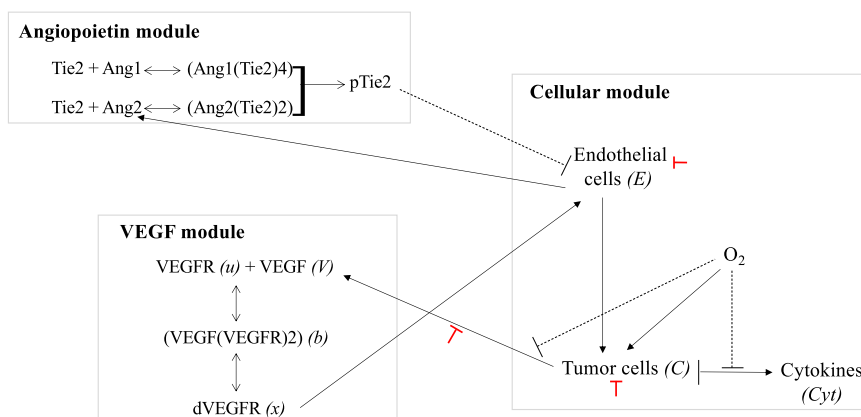 Angiopoietin module
Tie2 + Ang1 (Ang1(Tie2)4)
pTie2
Tie2 + Ang2 (Ang2(Tie2)2)
Cellular module
Endothelial
cells (E)
VEGF module
VEGFR (u) + VEGF (V)
O2
(VEGF(VEGFR)2) (b)
Tumor cells (C)
Cytokines
(Cyt)
dVEGFR (x)